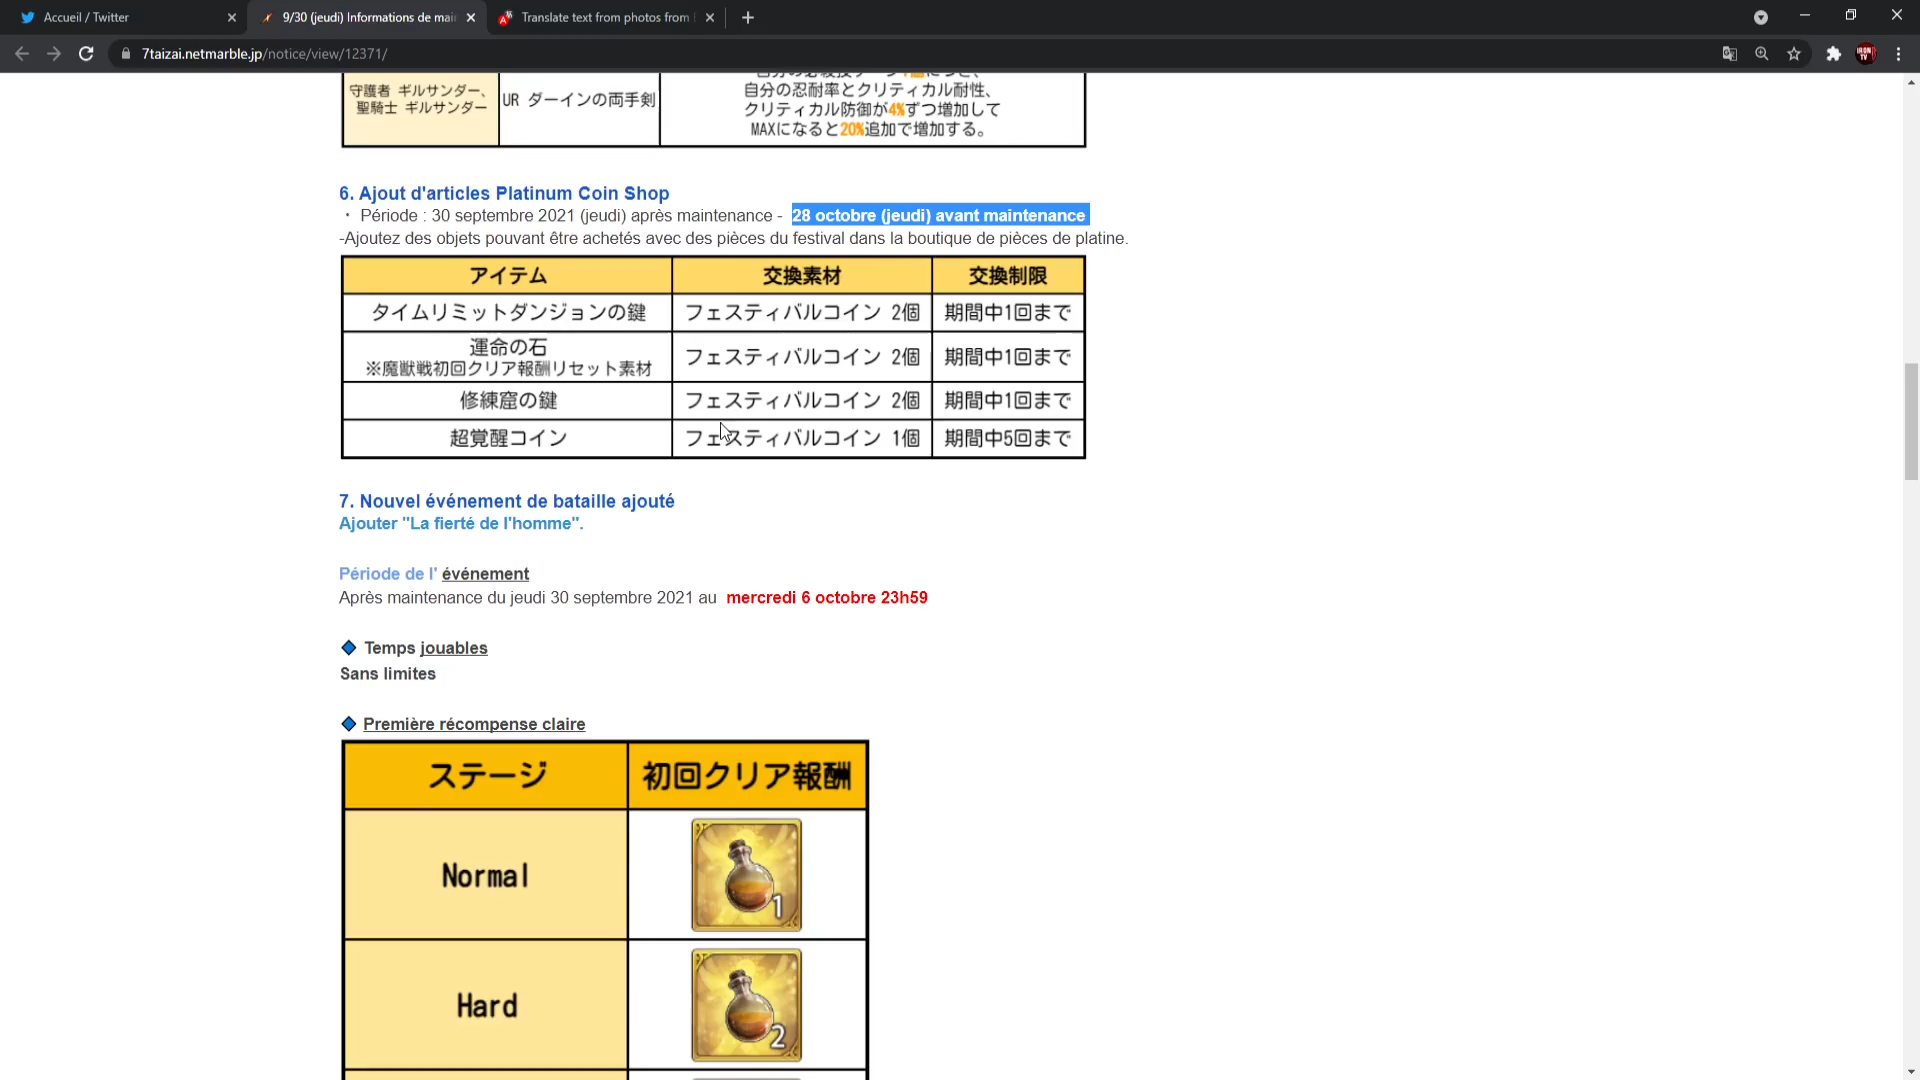 Accueil / Twitter
9/30 (jeudi) Informations de mai
Translate text from photos from
7taizai.netmarble.jp/notice/view/12371/
守護者 ギルサンダー、
聖騎士 ギルサンダー
UR ダーインの両手剣
自分の忍耐率とクリティカル耐性、
クリティカル防御が4%ずつ増加して
MAXになると20%追加で増加する。
6. Ajout d'articles Platinum Coin Shop
・ Période : 30 septembre 2021 (jeudi) après maintenance - 28 octobre (jeudi) avant maintenance
-Ajoutez des objets pouvant être achetés avec des pièces du festival dans la boutique de pièces de platine.
アイテム 交換素材 交換制限
タイムリミットダンジョンの鍵 フェスティバルコイン 2個 期間中1回まで
運命の石
※魔獣戦初回クリア報酬リセット素材 フェスティバルコイン 2個 期間中1回まで
修練窟の鍵 フェスティバルコイン 2個 期間中1回まで
超覚醒コイン フェスティバルコイン 1個 期間中5回まで
7. Nouvel événement de bataille ajouté
Ajouter "La fierté de l'homme".
Période de l' événement
Après maintenance du jeudi 30 septembre 2021 au mercredi 6 octobre 23h59
Temps jouables
Sans limites
Première récompense claire
ステージ 初回クリア報酬
Normal
1
Hard
2